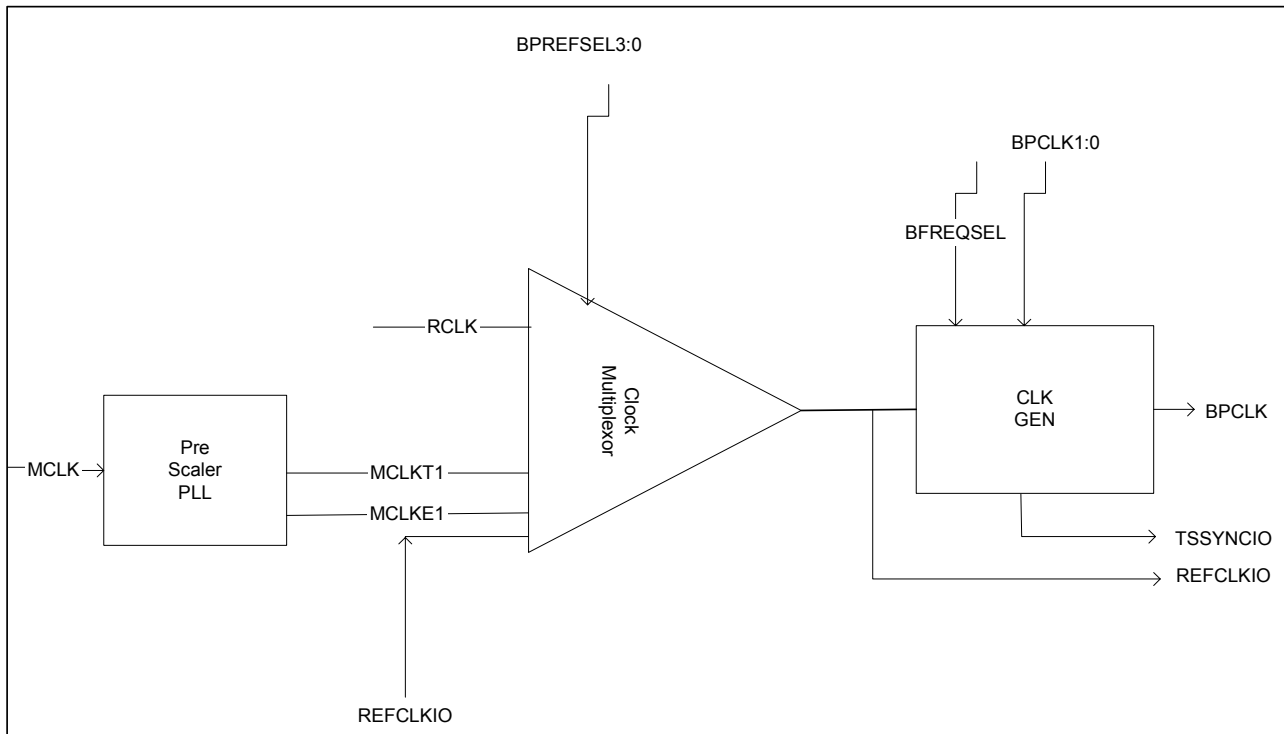 BPREFSEL3:0
BPCLK1:0
BFREQSEL
RCLK
Clock
Multiplexor
CLK
GEN
BPCLK
Pre
Scaler
PLL
MCLK
MCLKT1
MCLKE1
TSSYNCIO
REFCLKIO
REFCLKIO